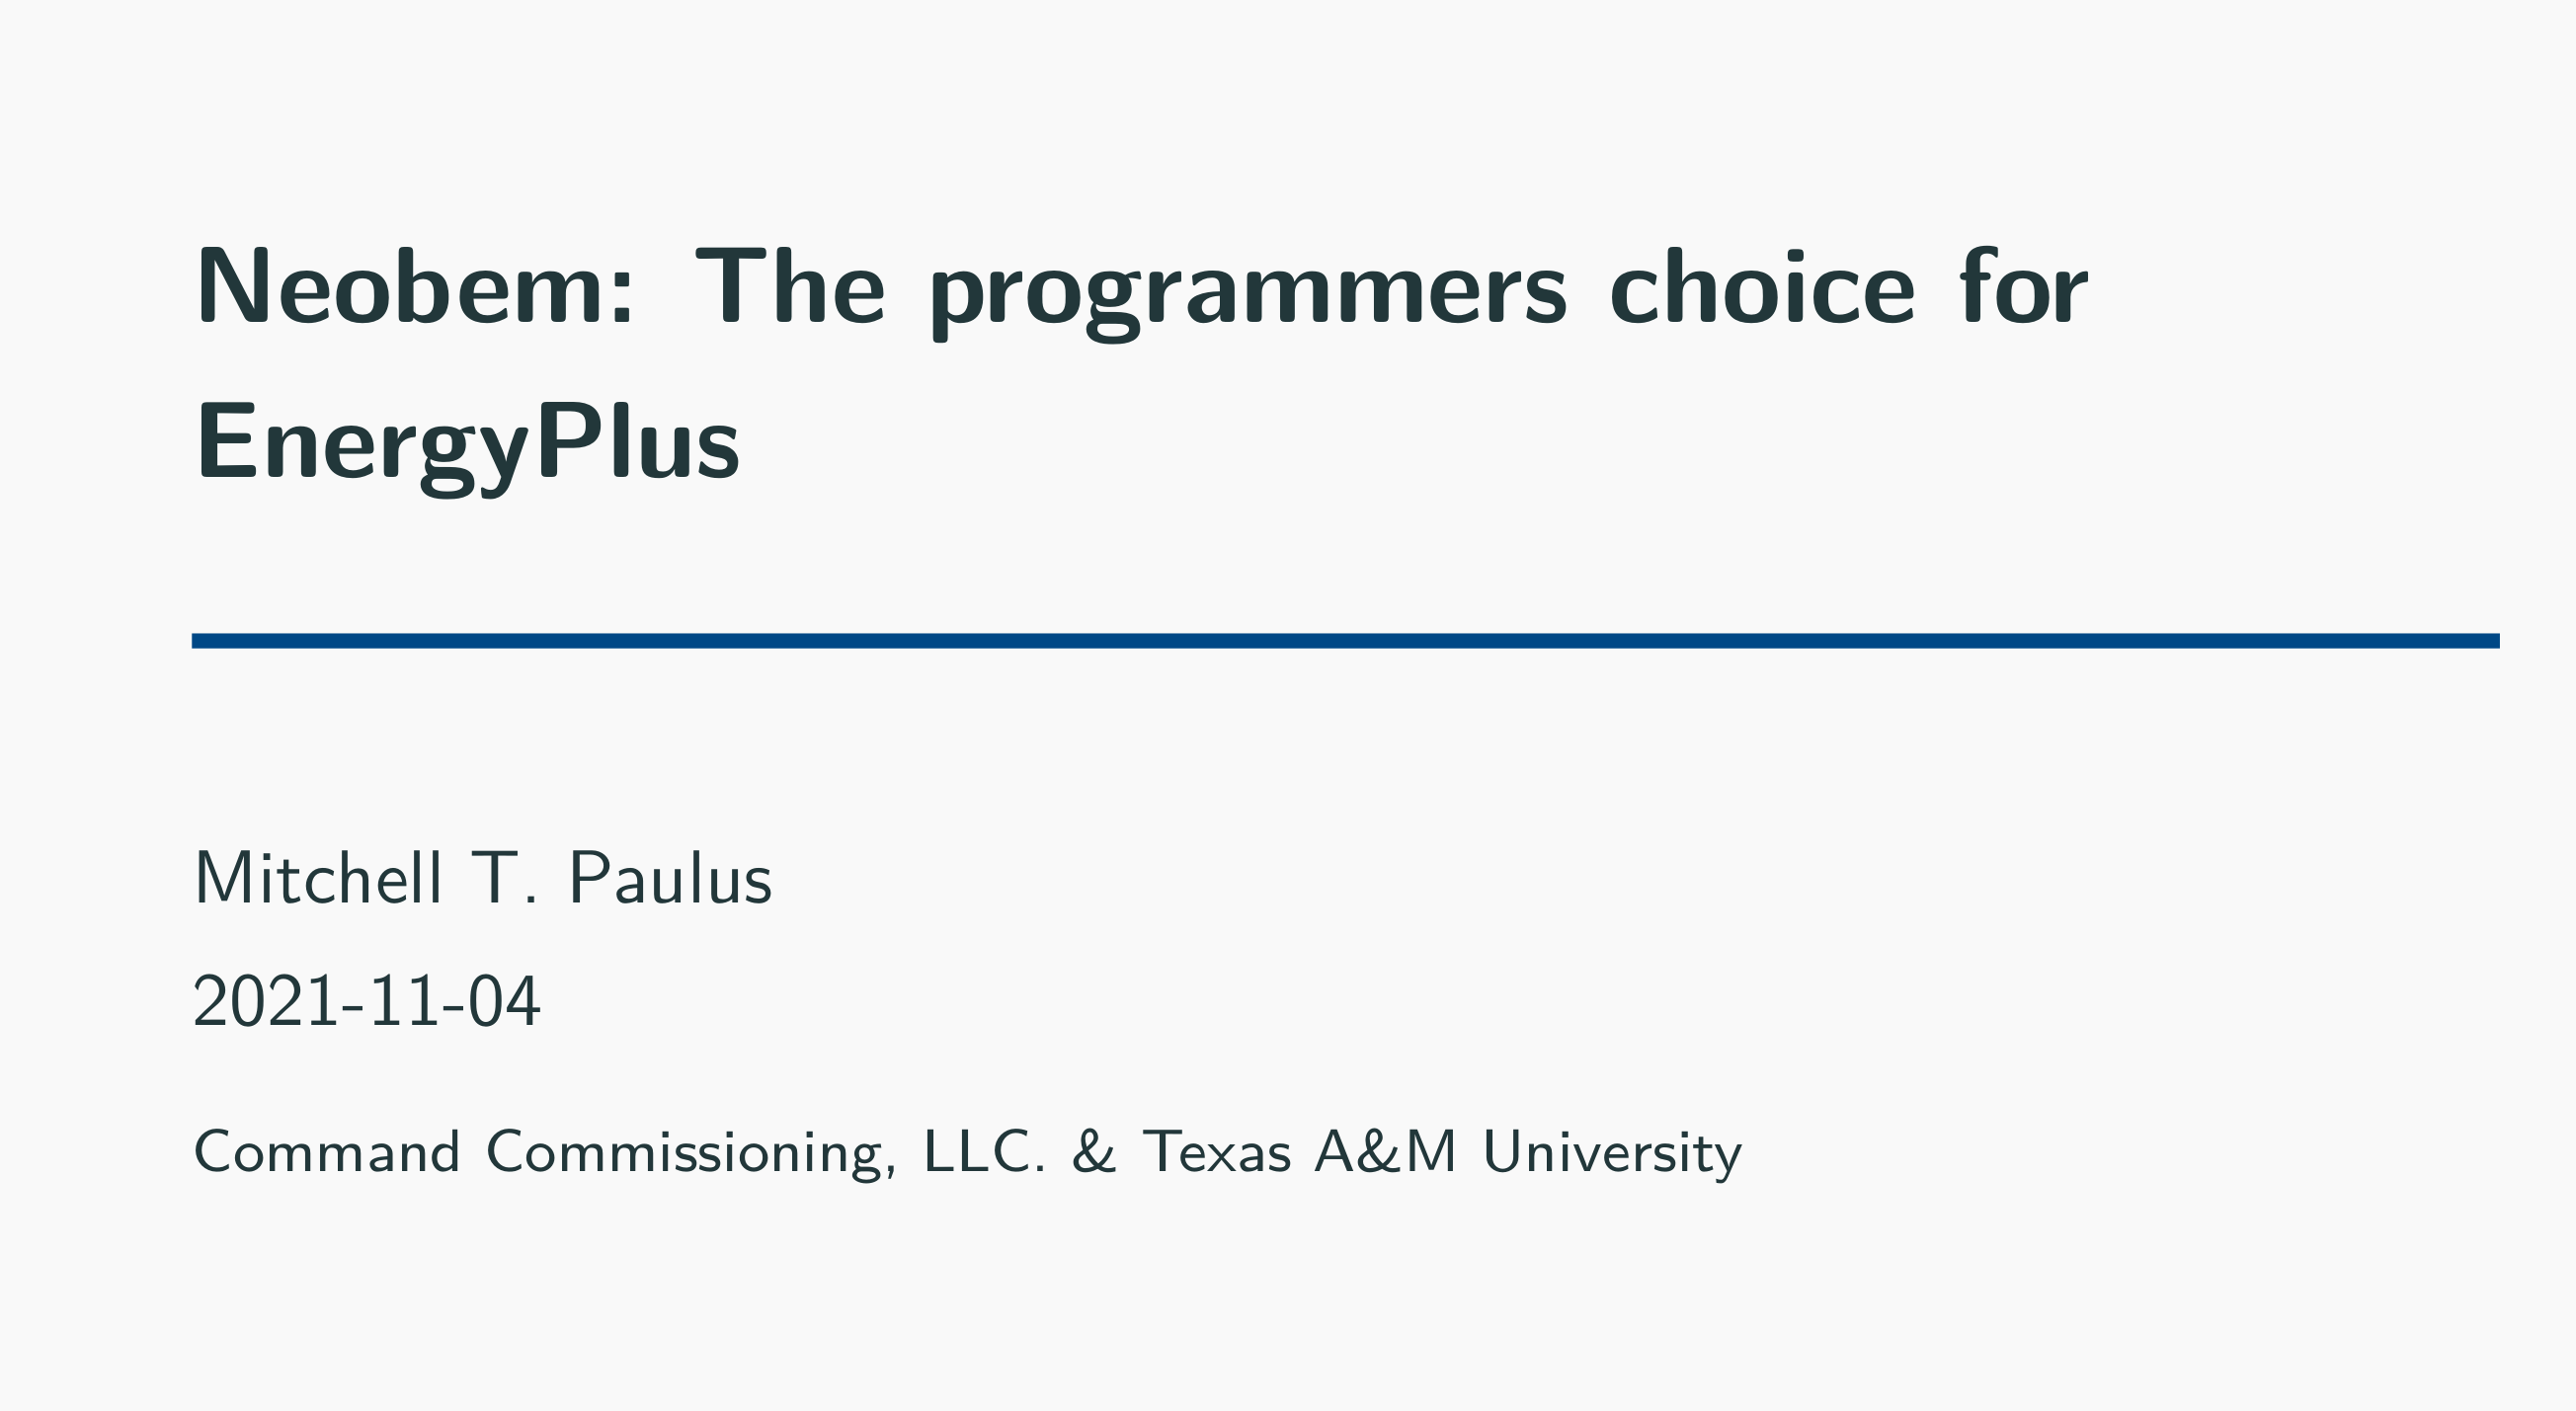 Neobem: The programmers choice for
EnergyPlus
Mitchell T. Paulus
2021-11-04
Command Commissioning, LLC. & Texas A&M University